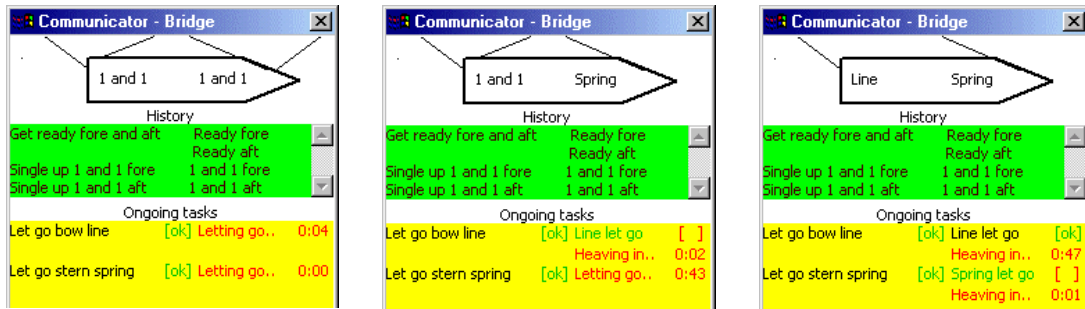 Communicator - Bridge
1 and 1 1 and 1
History
Get ready fore and aft Ready fore
Ready aft
Single up 1 and 1 fore 1 and 1 fore
Single up 1 and 1 aft 1 and 1 aft
Ongoing tasks
Let go bow line [ok] Letting go.. 0:04
Let go stern spring [ok] Letting go.. 0:00
Communicator - Bridge
1 and 1 Spring
History
Get ready fore and aft Ready fore
Ready aft
Single up 1 and 1 fore 1 and 1 fore
Single up 1 and 1 aft 1 and 1 aft
Ongoing tasks
Let go bow line [ok] Line let go [ ]
Heaving in.. 0:02
Let go stern spring [ok] Letting go.. 0:43
Communicator - Bridge
Line Spring
History
Get ready fore and aft Ready fore
Ready aft
Single up 1 and 1 fore 1 and 1 fore
Single up 1 and 1 aft 1 and 1 aft
Ongoing tasks
Let go bow line [ok] Line let go [ok]
Heaving in.. 0:47
Let go stern spring [ok] Spring let go [ ]
Heaving in.. 0:01